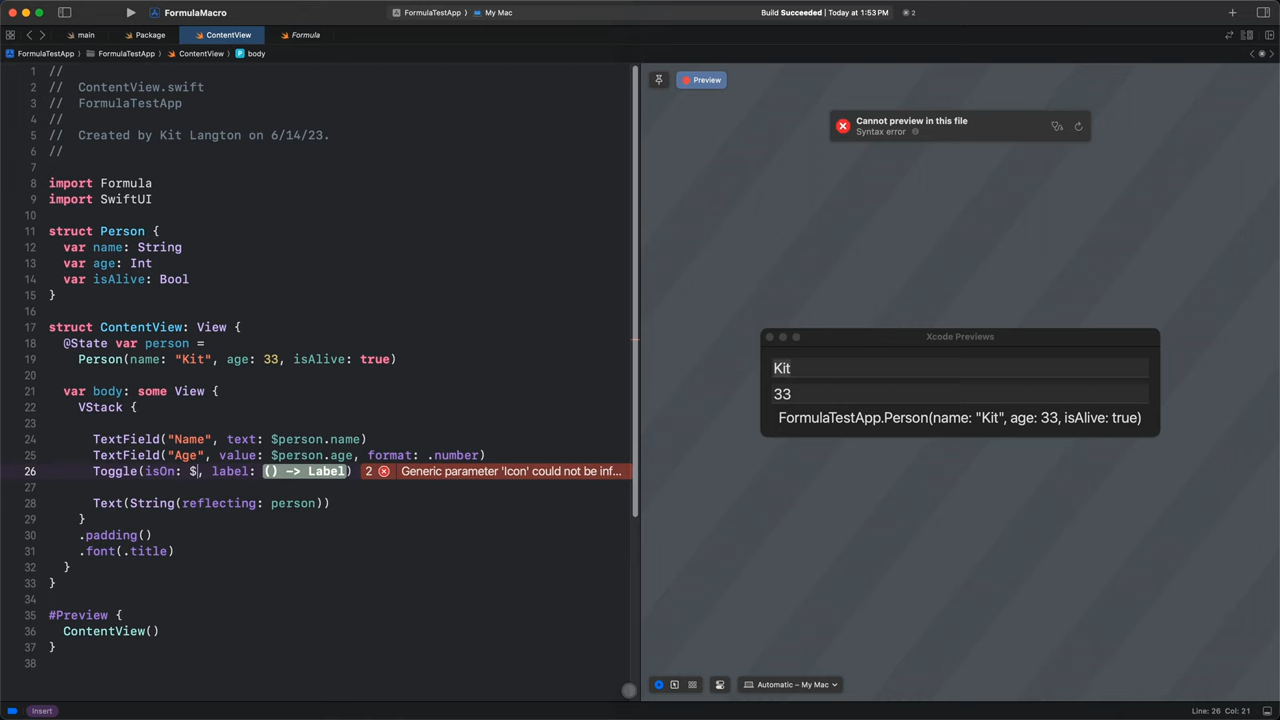 FormulaMacro
FormulaTestApp
My Mac
Build Succeeded | Today at 1:53 PM
2
main
Package
ContentView
Formula
FormulaTestApp
FormulaTestApp
ContentView
P body
1 //
2 //  ContentView.swift
3 //  FormulaTestApp
4 //
5 //  Created by Kit Langton on 6/14/23.
6 //
7
8 import Formula
9 import SwiftUI
10
11 struct Person {
12 var name: String
13 var age: Int
14 var isAlive: Bool
15 }
16
17 struct ContentView: View {
18 @State var person =
19 Person(name: "Kit", age: 33, isAlive: true)
20
21 var body: some View {
22 VStack {
23
24 TextField("Name", text: $person.name)
25 TextField("Age", value: $person.age, format: .number)
26 Toggle(isOn: $, label: () -> Label) 2 Generic parameter 'Icon' could not be inf...
27
28 Text(String(reflecting: person))
29 }
30 .padding()
31 .font(.title)
32 }
33 }
34
35 #Preview {
36 ContentView()
37 }
38
Preview
Cannot preview in this file
Syntax error
Xcode Previews
Kit
33
FormulaTestApp.Person(name: "Kit", age: 33, isAlive: true)
Automatic – My Mac
Insert
Line: 26 Col: 21